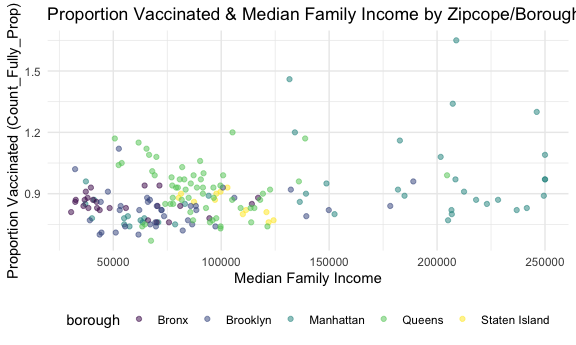 Proportion Vaccinated & Median Family Income by Zipcope/Borough
Proportion Vaccinated (Count_Fully_Prop)
1.5
1.2
0.9
50000 100000 150000 200000 250000
Median Family Income
borough Bronx Brooklyn Manhattan Queens Staten Island